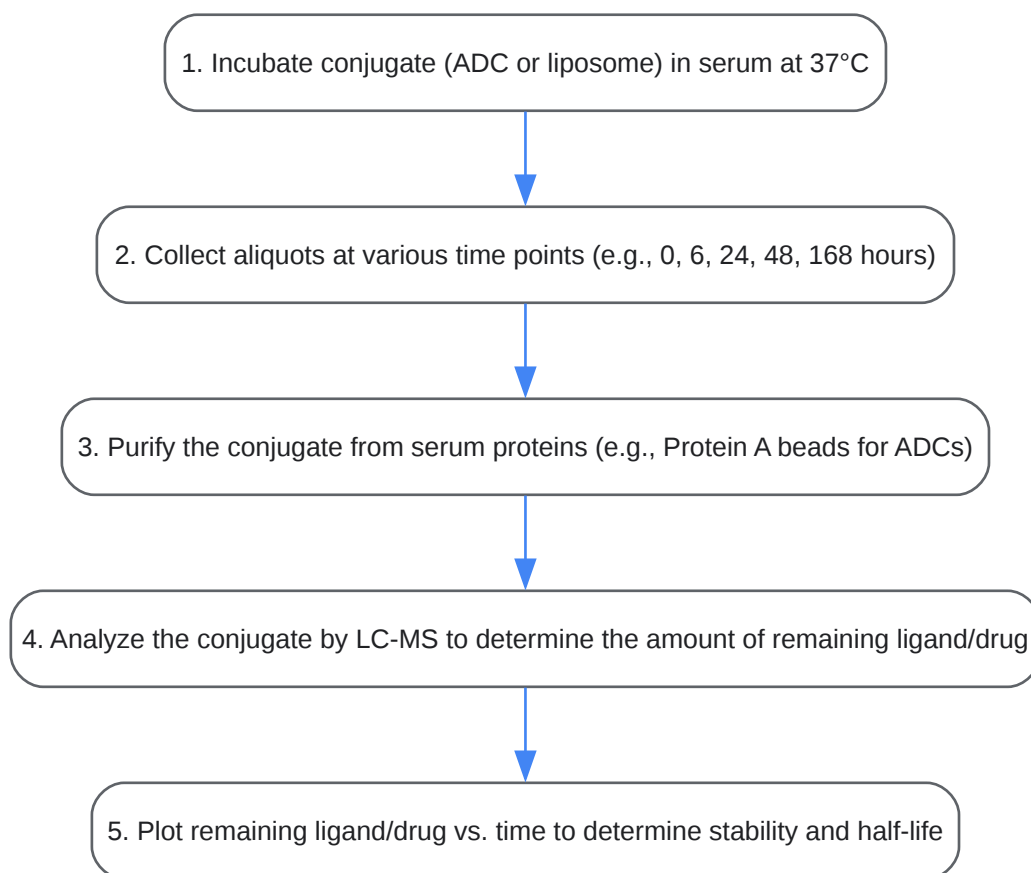 1. Incubate conjugate (ADC or liposome) in serum at 37°C
2. Collect aliquots at various time points (e.g., 0, 6, 24, 48, 168 hours)
3. Purify the conjugate from serum proteins (e.g., Protein A beads for ADCs)
4. Analyze the conjugate by LC-MS to determine the amount of remaining ligand/drug
5. Plot remaining ligand/drug vs. time to determine stability and half-life